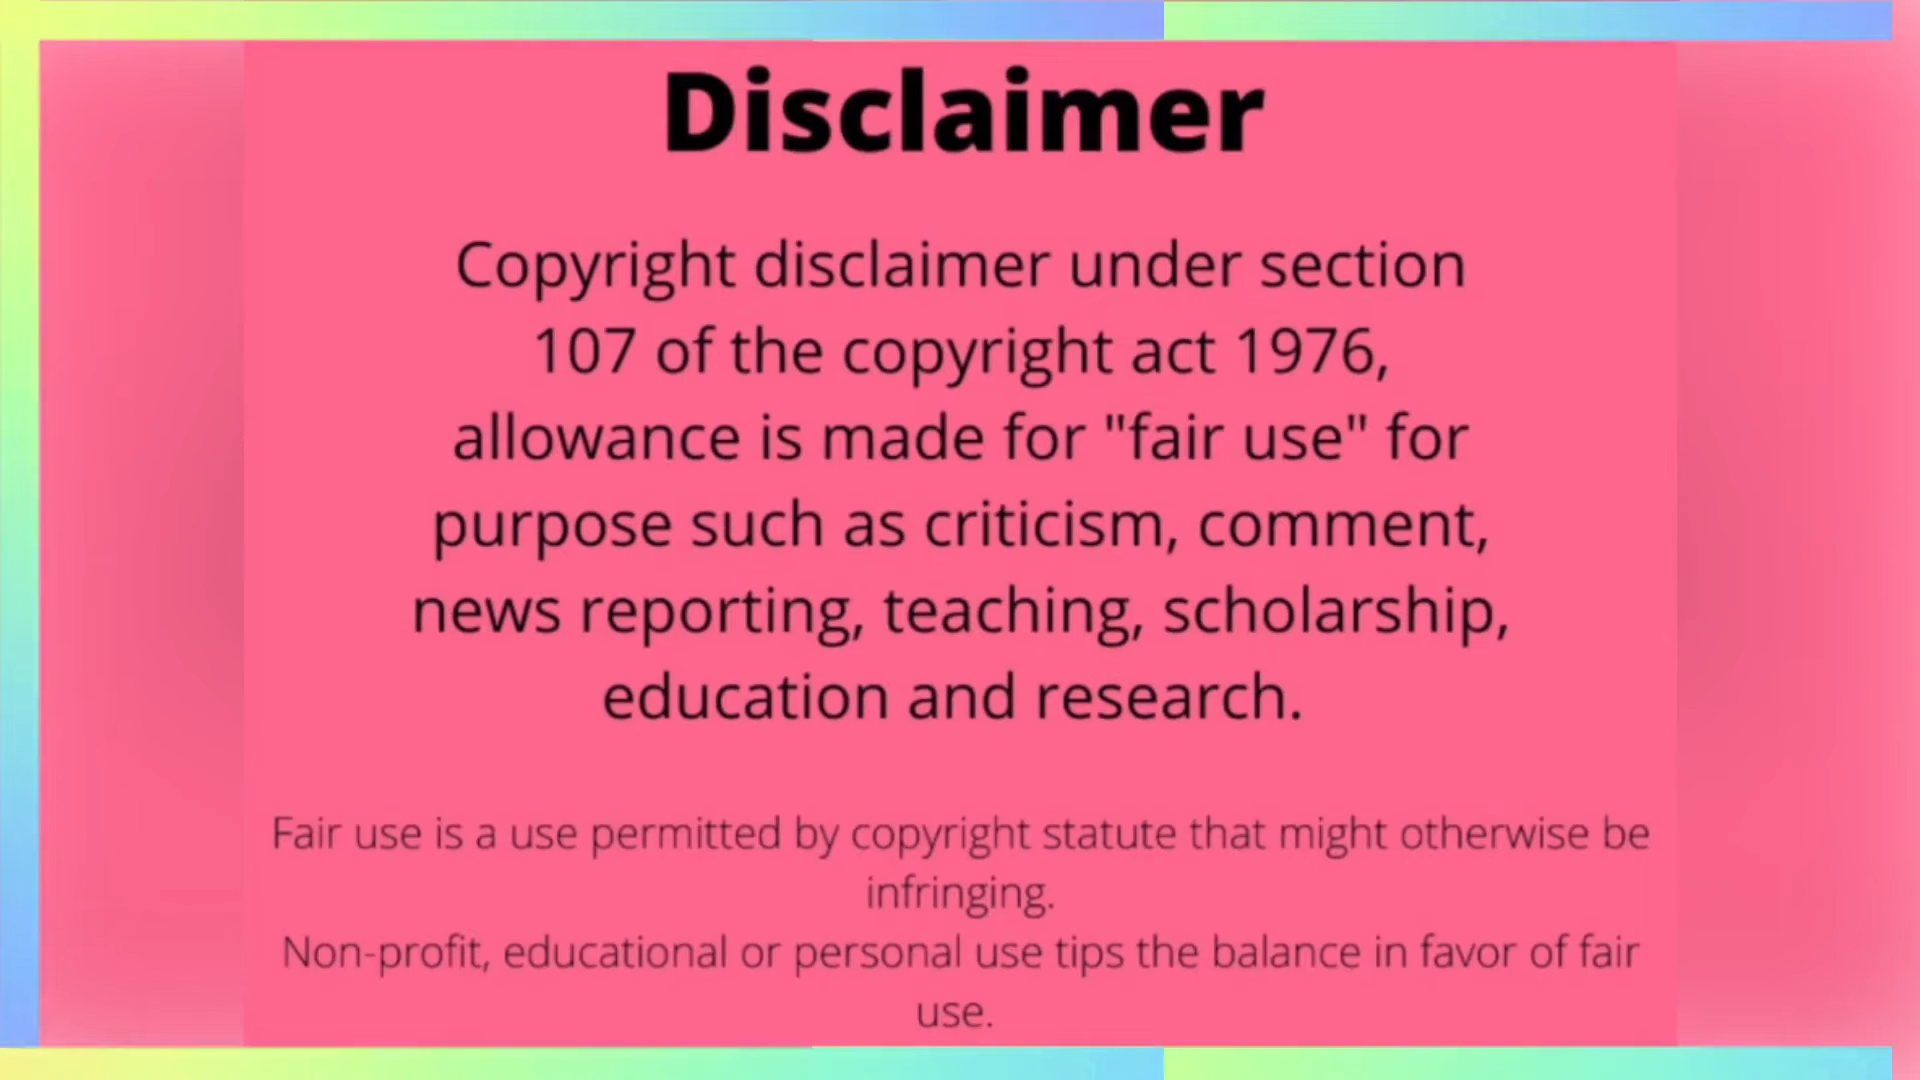 Disclaimer
Copyright disclaimer under section
107 of the copyright act 1976,
allowance is made for "fair use" for
purpose such as criticism, comment,
news reporting, teaching, scholarship,
education and research.
Fair use is a use permitted by copyright statute that might otherwise be
infringing.
Non-profit, educational or personal use tips the balance in favor of fair
use.